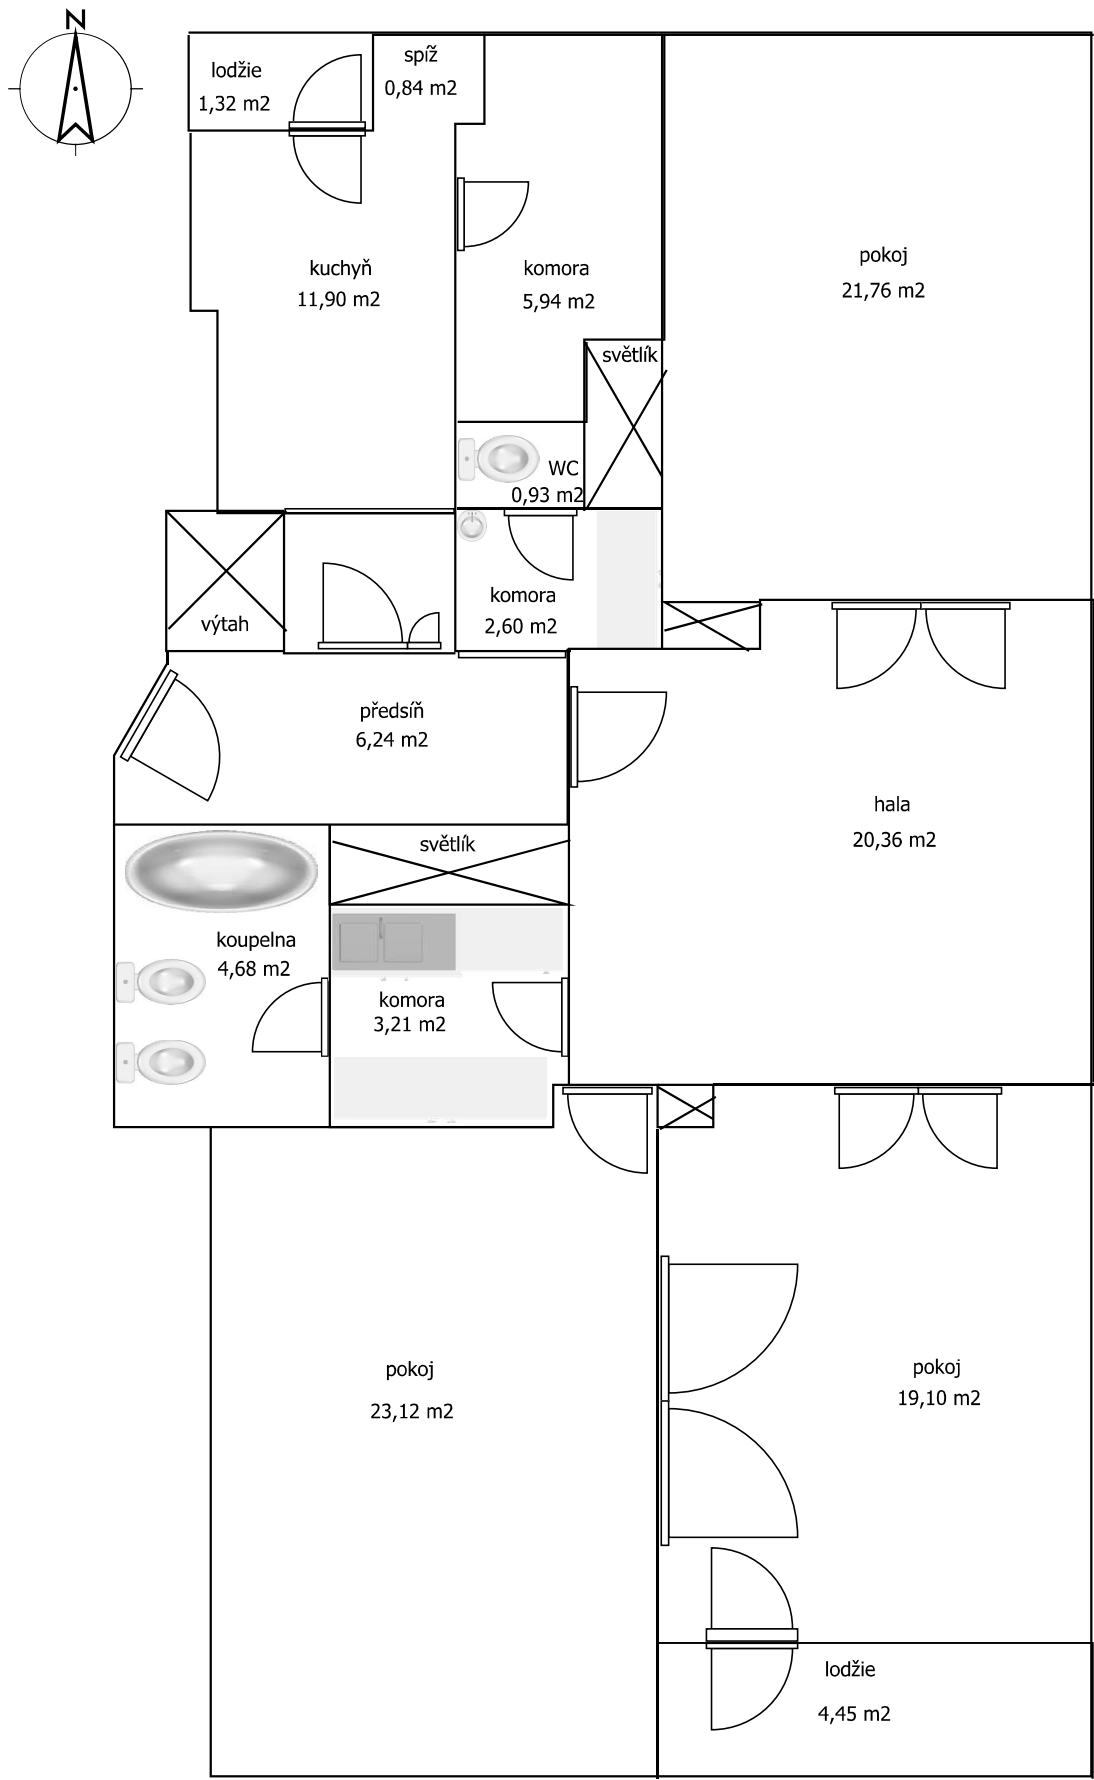 N
lodžie
1,32 m2
spíž
0,84 m2
kuchyň
11,90 m2
komora
5,94 m2
pokoj
21,76 m2
světlík
WC
0,93 m2
komora
2,60 m2
výtah
předsíň
6,24 m2
hala
20,36 m2
světlík
koupelna
4,68 m2
komora
3,21 m2
pokoj
23,12 m2
pokoj
19,10 m2
lodžie
4,45 m2